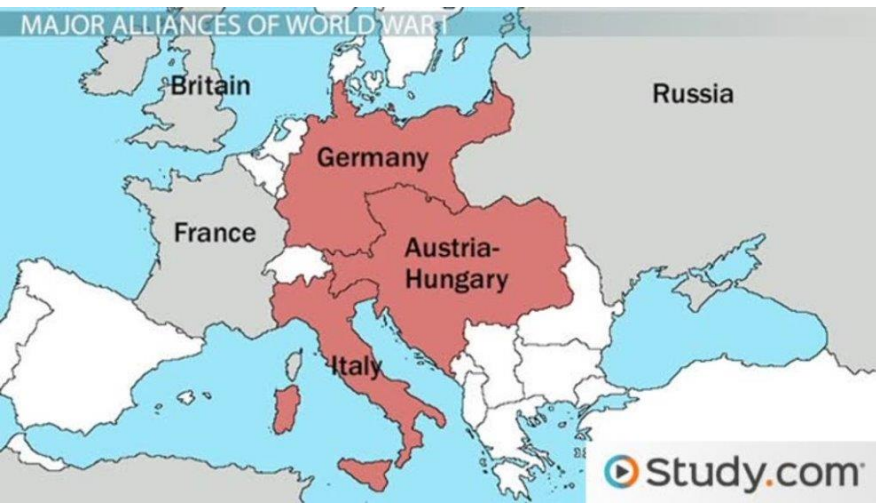 MAJOR ALLIANCES OF WORLD WAR I
Britain
Russia
Germany
France
Austria-
Hungary
Italy
Study.com